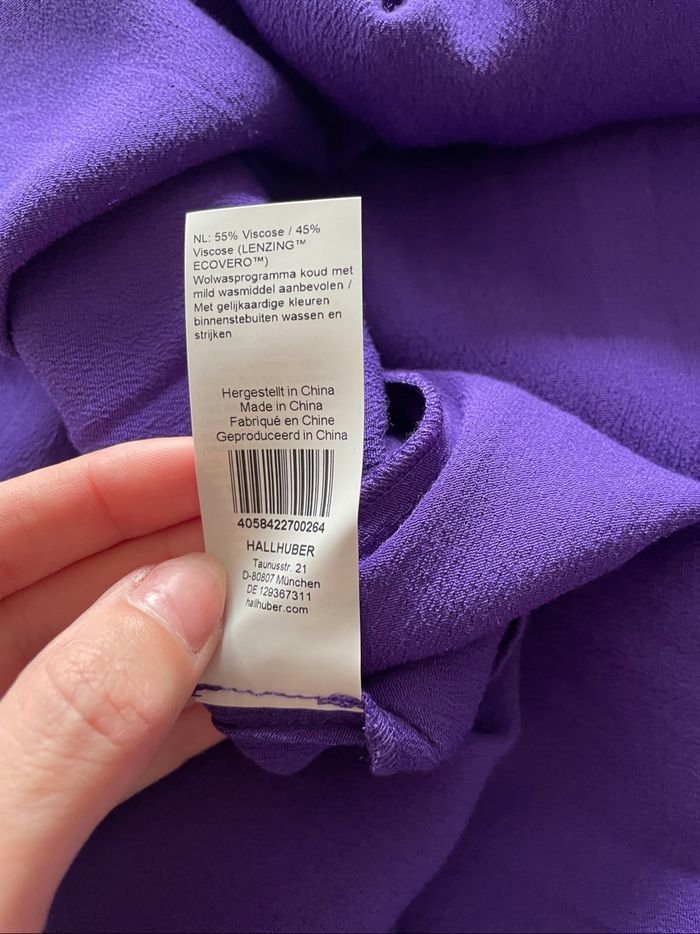 NL: 55% Viscose / 45%
Viscose (LENZING™
ECOVERO™)
Wolwasprogramma koud met
mild wasmiddel aanbevolen /
Met gelijkaardige kleuren
binnenstebuiten wassen en
strijken
Hergestellt in China
Made in China
Fabriqué en Chine
Geproduceerd in China
4058422700264
HALLHUBER
Taunusstr. 21
D-80807 München
DE 129367311
hallhuber.com